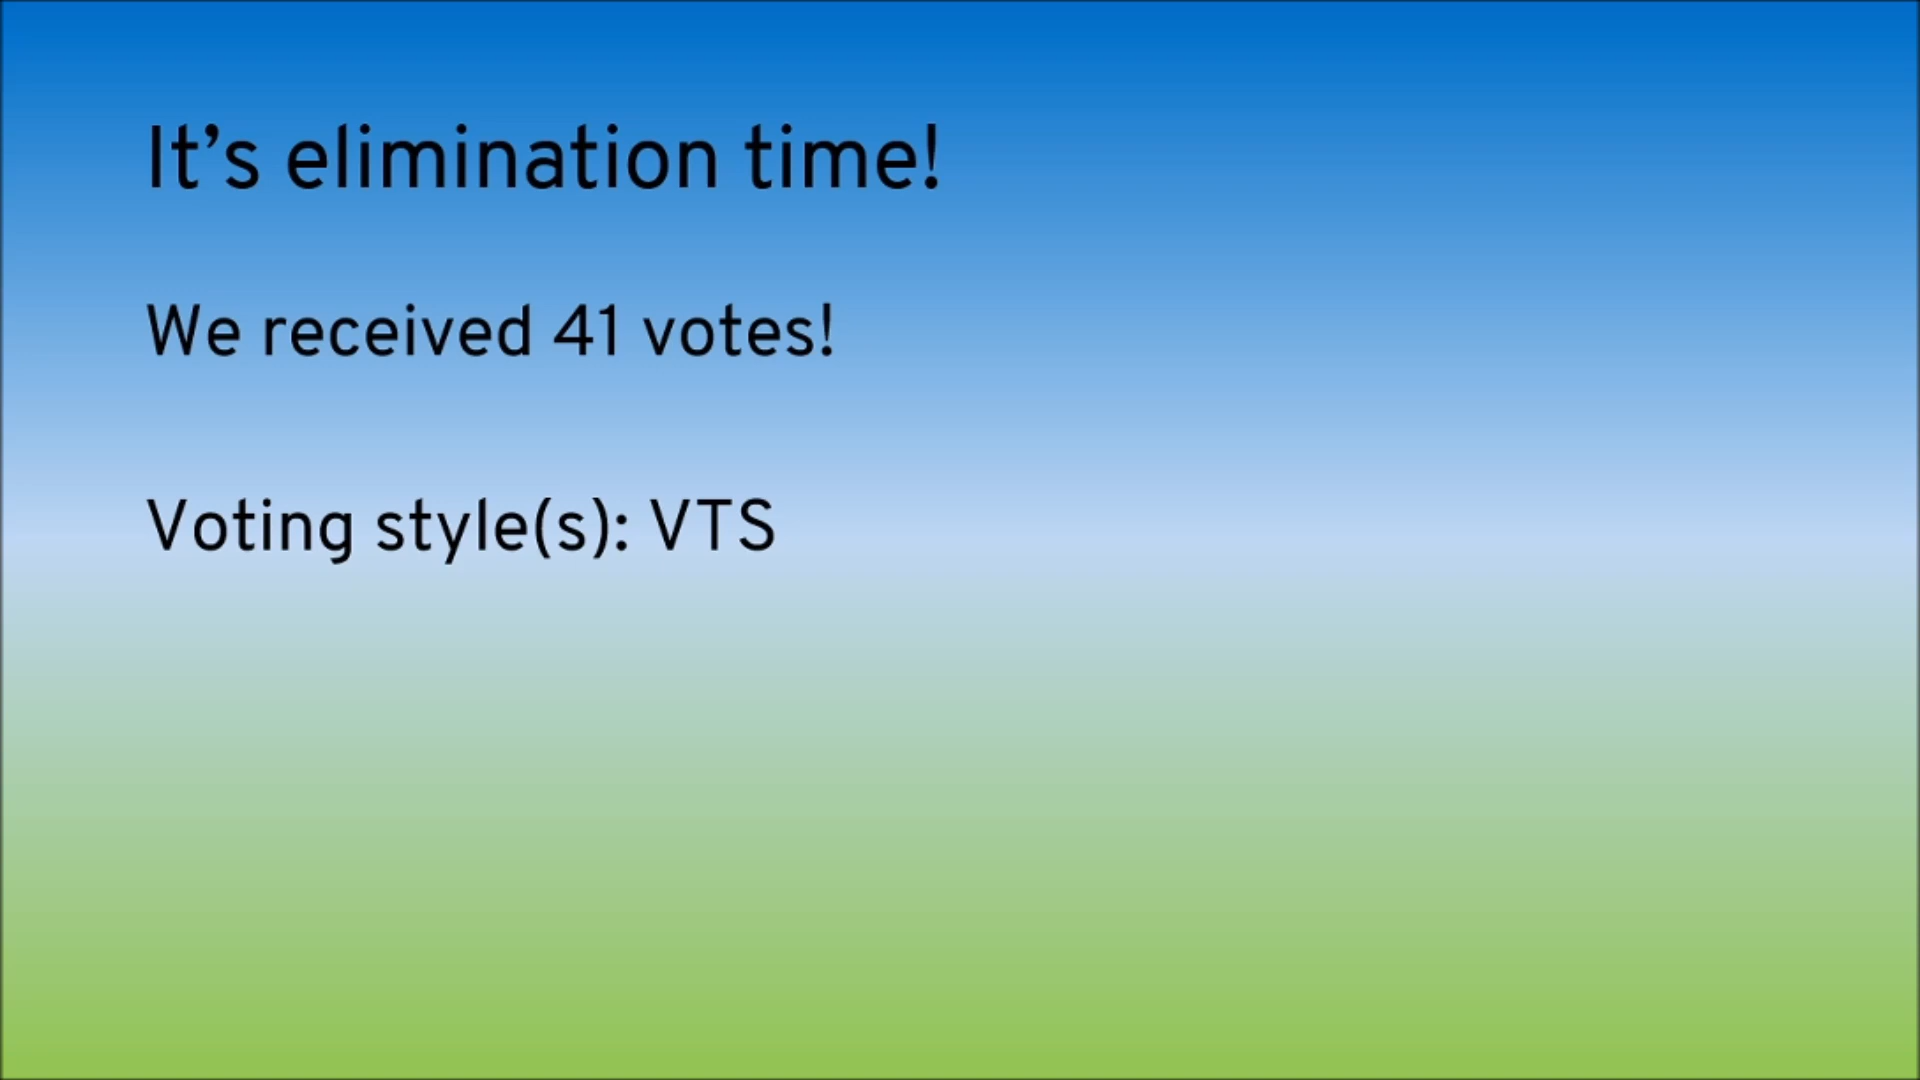 It’s elimination time!
We received 41 votes!
Voting style(s): VTS